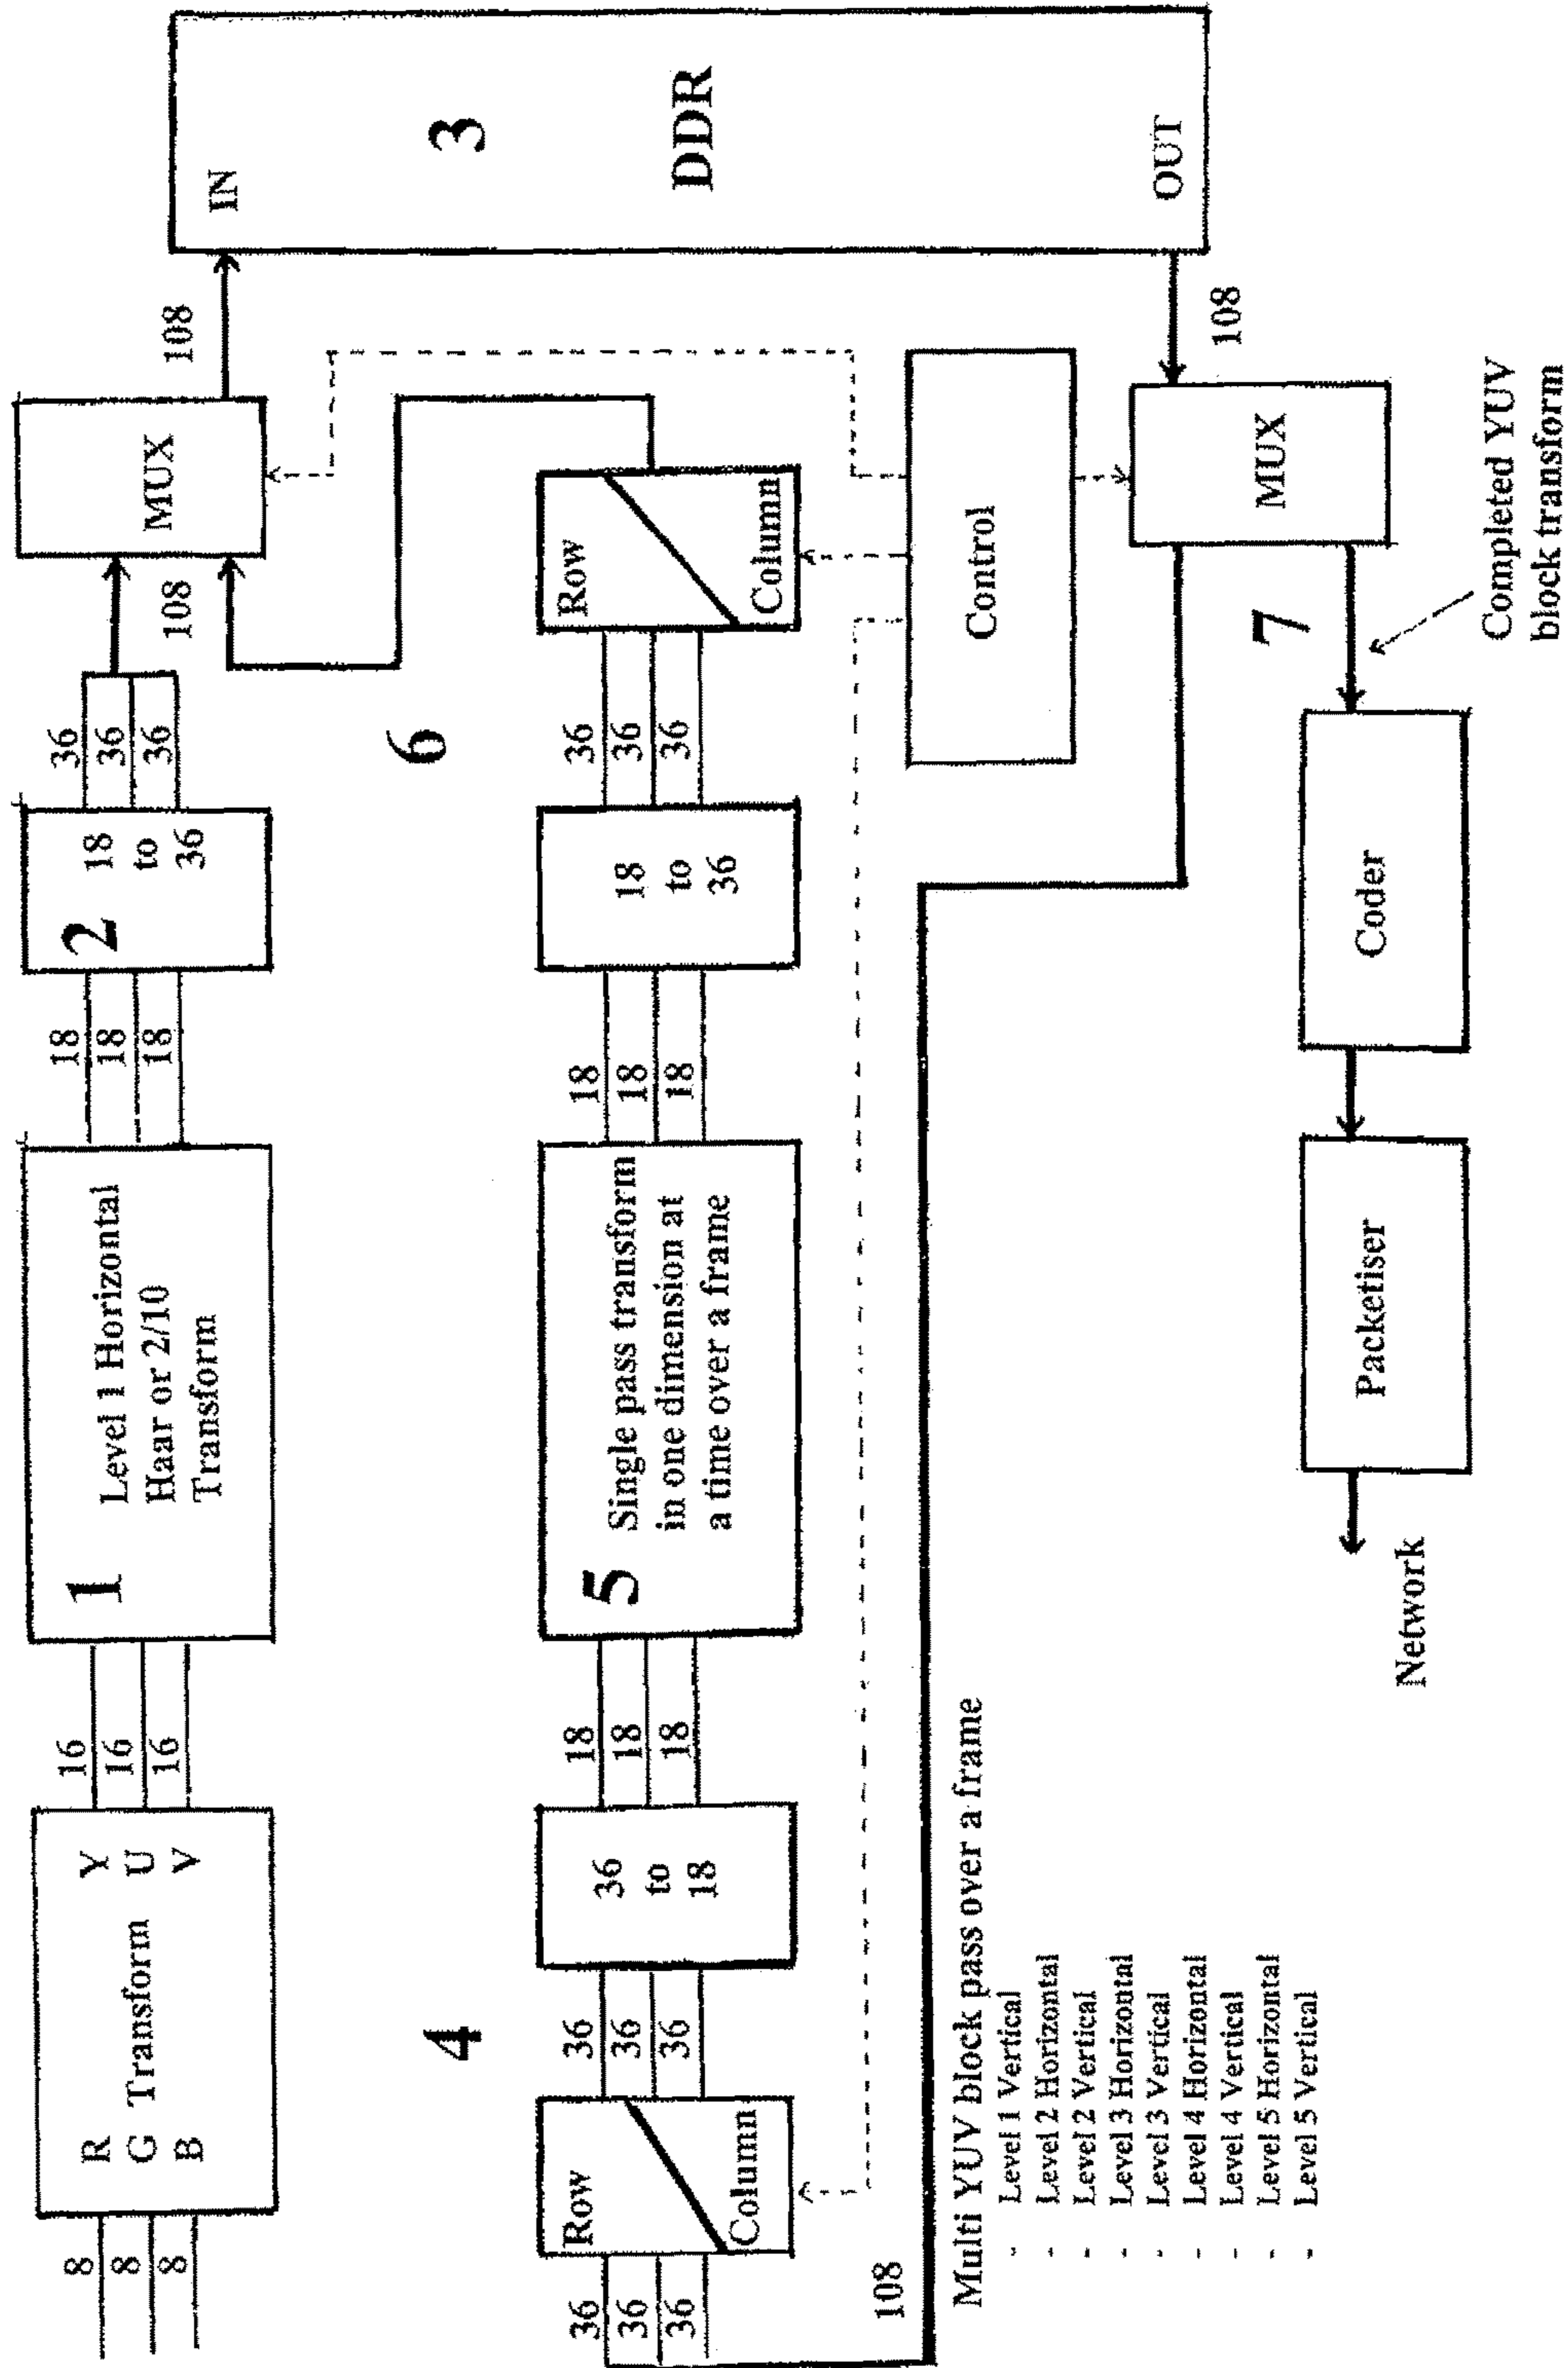 8
8
8
R
G
B
Transform
Y
U
V
16
16
16
1
Level 1 Horizontal
Haar or 2/10
Transform
18
18
18
2
18
to
36
36
36
36
108
MUX
108
IN
3
DDR
OUT
36
36
36
Row
Column
4
36
36
36
36
to
18
18
18
18
5
Single pass transform
in one dimension at
a time over a frame
18
18
18
18
to
36
6
36
36
36
Row
Column
Control
108
108
MUX
7
Completed YUV
block transform
Coder
Packetiser
Network
Multi YUV block pass over a frame
- Level 1 Vertical
- Level 2 Horizontal
- Level 2 Vertical
- Level 3 Horizontal
- Level 3 Vertical
- Level 4 Horizontal
- Level 4 Vertical
- Level 5 Horizontal
- Level 5 Vertical